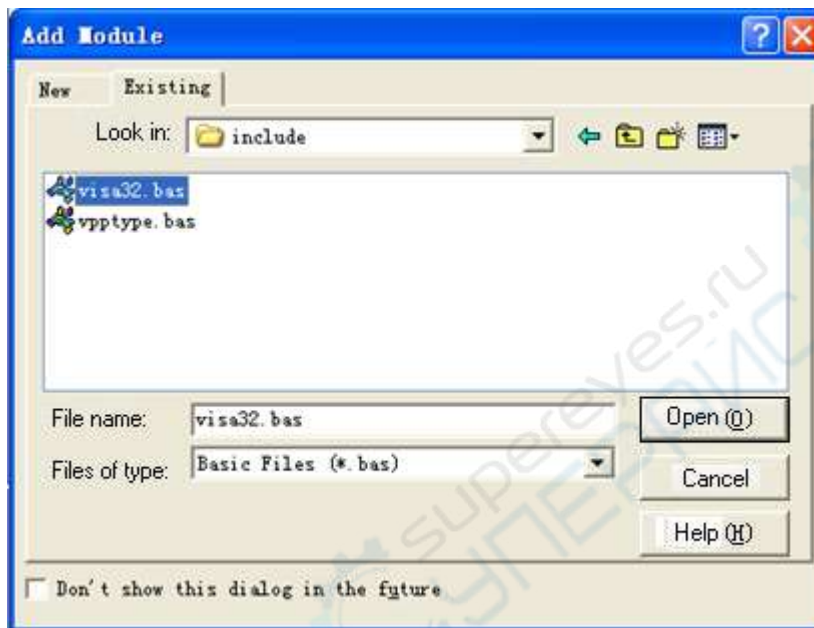 Add Module
New Existing
Look in: include
visa32.bas
vpptype.bas
File name: visa32.bas Open (O)
Files of type: Basic Files (*.bas) Cancel
Help (H)
Don't show this dialog in the future
supereyes.ru
СУПЕРАЙС